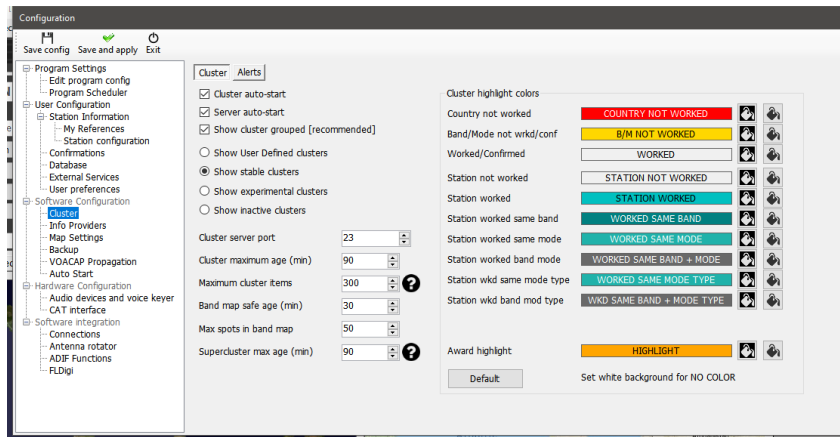 Configuration
Save config Save and apply Exit
Program Settings
Edit program config
Program Scheduler
User Configuration
Station Information
My References
Station configuration
Confirmations
Database
External Services
User preferences
Software Configuration
Cluster
Info Providers
Map Settings
Backup
VOACAP Propagation
Auto Start
Hardware Configuration
Audio devices and voice keyer
CAT interface
Software integration
Connections
Antenna rotator
ADIF Functions
FLDigi
Cluster Alerts
Cluster auto-start
Server auto-start
Show cluster grouped [recommended]
Show User Defined clusters
Show stable clusters
Show experimental clusters
Show inactive clusters
Cluster server port 23
Cluster maximum age (min) 90
Maximum cluster items 300 ?
Band map safe age (min) 30
Max spots in band map 50
Supercluster max age (min) 90 ?
Cluster highlight colors
Country not worked COUNTRY NOT WORKED
Band/Mode not wrkd/conf B/M NOT WORKED
Worked/Confirmed WORKED
Station not worked STATION NOT WORKED
Station worked STATION WORKED
Station worked same band WORKED SAME BAND
Station worked same mode WORKED SAME MODE
Station worked band mode WORKED SAME BAND + MODE
Station wkd same mode type WORKED SAME MODE TYPE
Station wkd band mod type WKD SAME BAND + MODE TYPE
Award highlight HIGHLIGHT
Default Set white background for NO COLOR